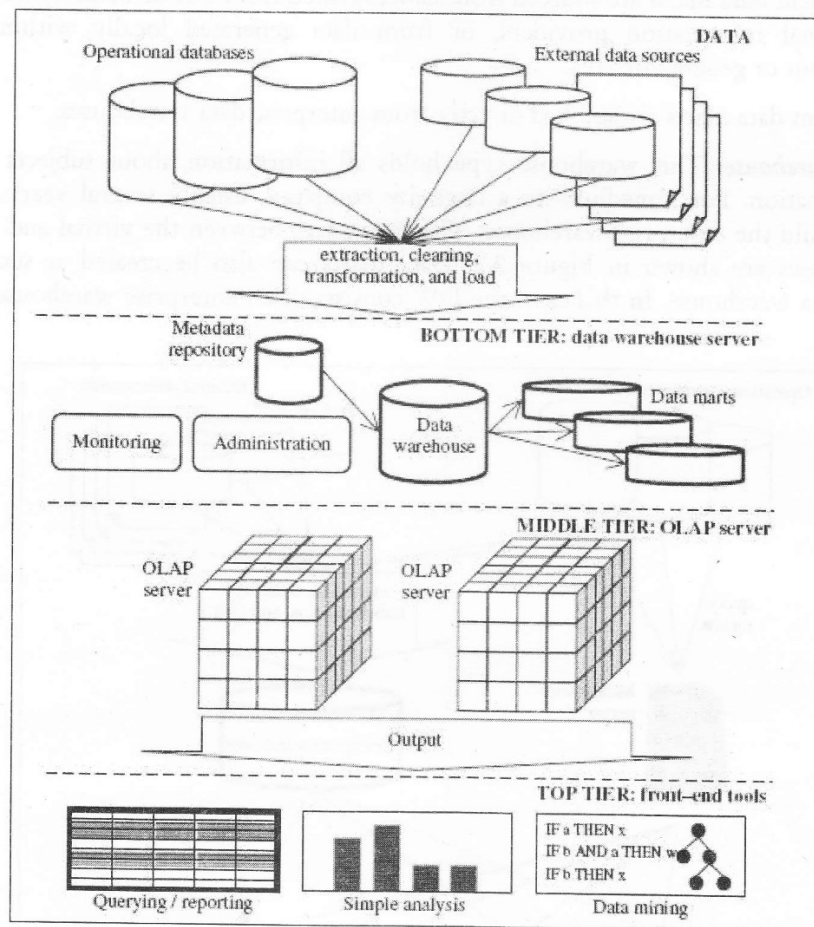 DATA
Operational databases
External data sources
extraction, cleaning,
transformation, and load
BOTTOM TIER: data warehouse server
Metadata
repository
Monitoring
Administration
Data
warehouse
Data marts
MIDDLE TIER: OLAP server
OLAP
server
OLAP
server
Output
TOP TIER: front–end tools
Querying / reporting
Simple analysis
IF a THEN x
IF b AND a THEN w
IF b THEN x
Data mining